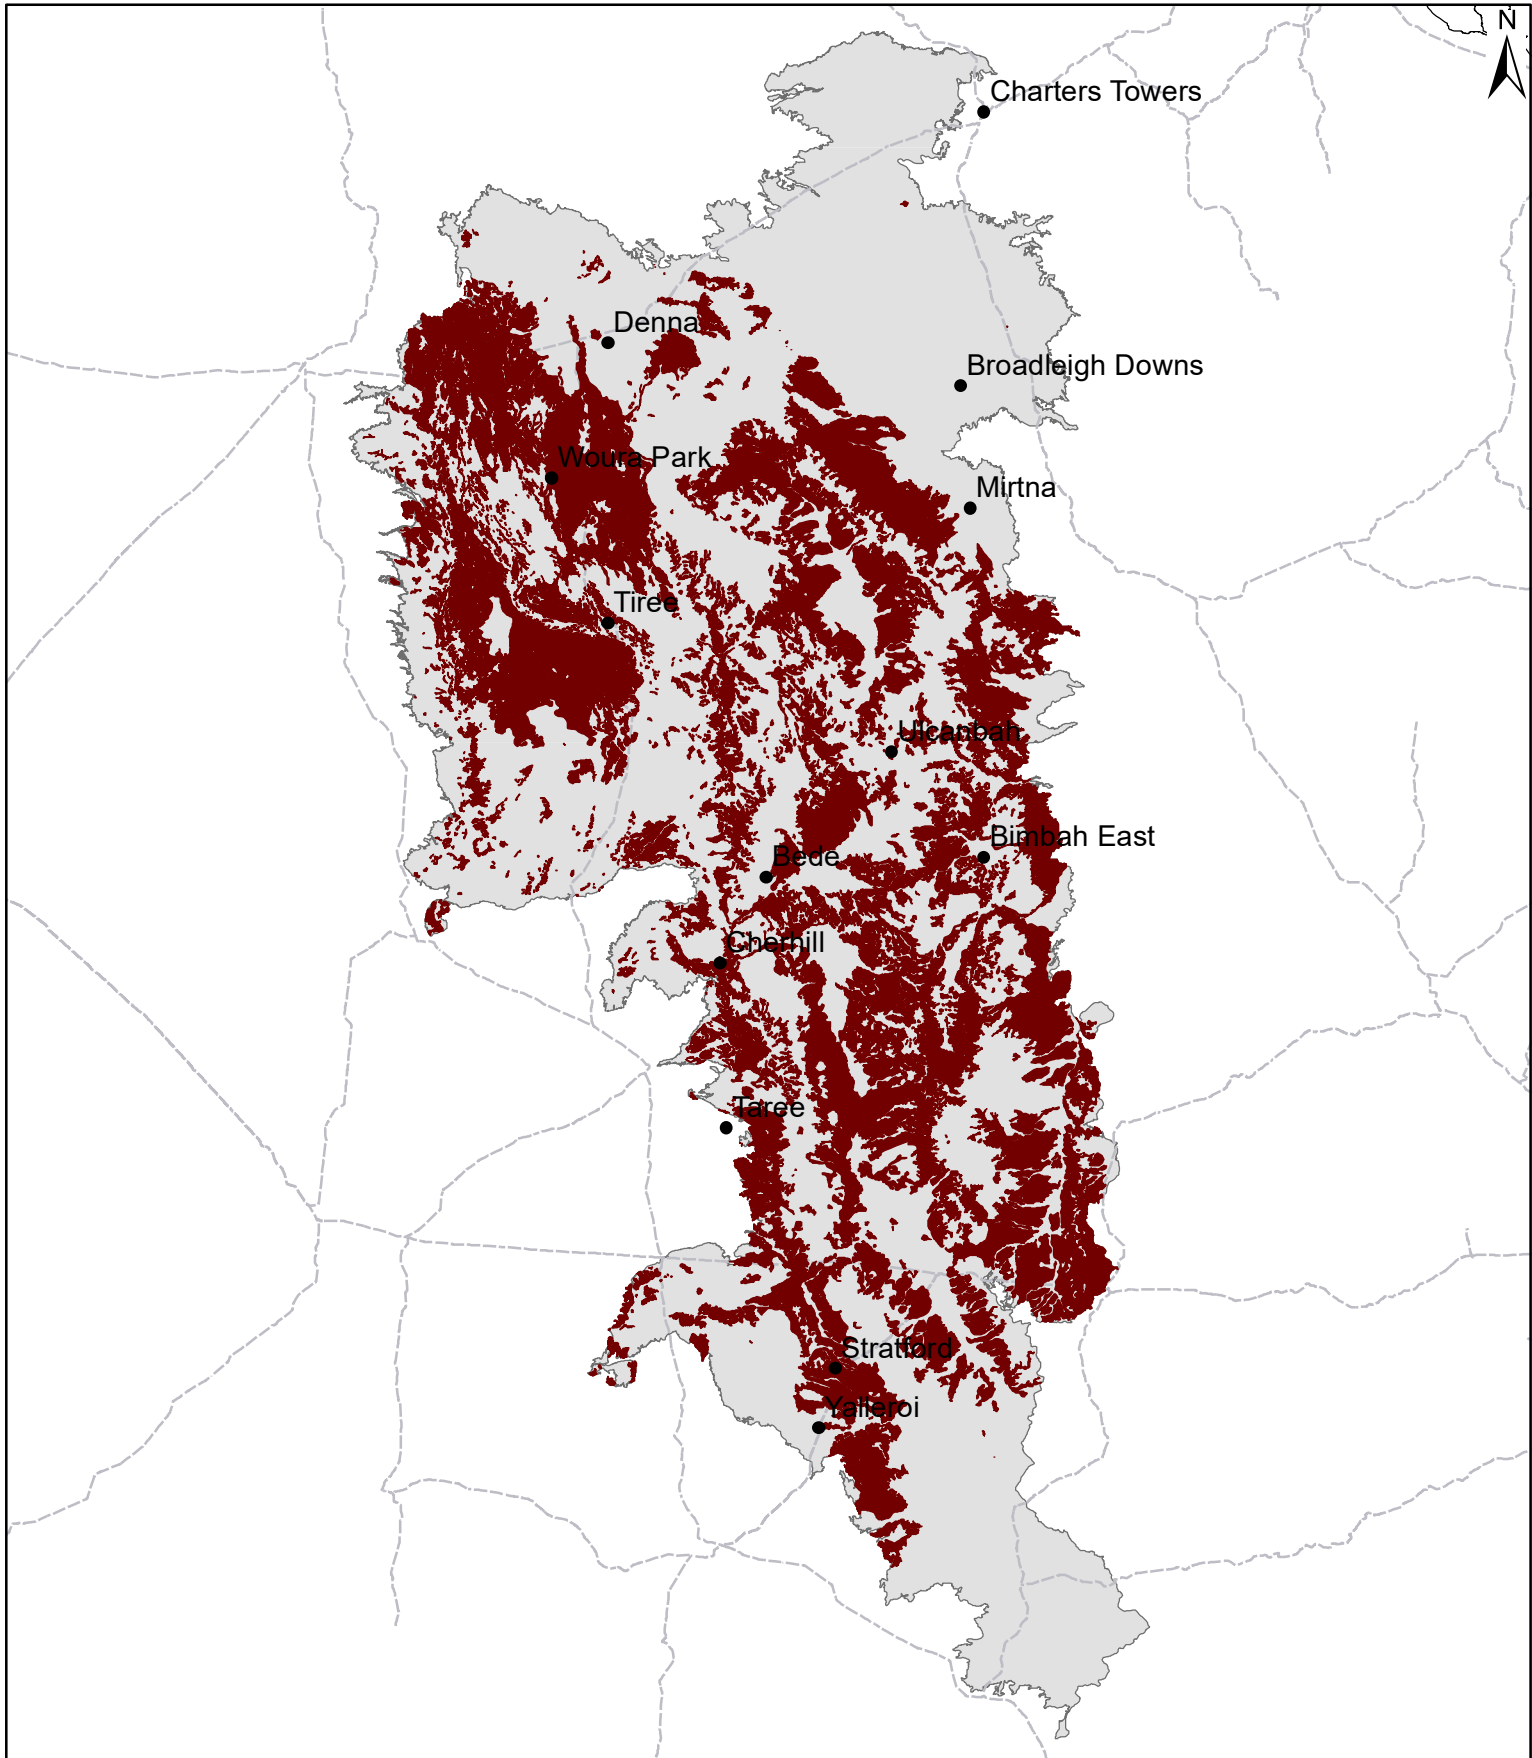 N
Charters Towers
Denna
Broadleigh Downs
Woura Park
Mirtna
Tiree
Ulcanbah
Bimbah East
Bede
Cherhill
Taree
Stratford
Yalleroi